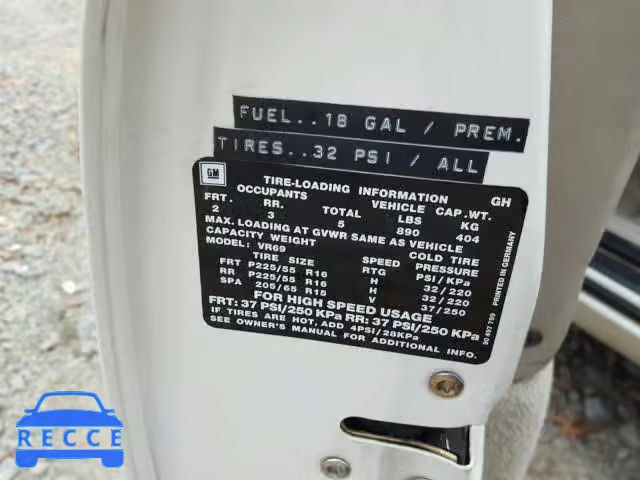 FUEL..18 GAL / PREM.
TIRES..32 PSI / ALL
GM TIRE-LOADING INFORMATION GH
OCCUPANTS VEHICLE CAP.WT.
FRT. RR. TOTAL LBS KG
2 3 5 890 404
MAX. LOADING AT GVWR SAME AS VEHICLE
CAPACITY WEIGHT COLD TIRE
MODEL: VR69 SPEED PRESSURE
TIRE SIZE RTG PSI/KPa
FRT P225/55 R16 H 32/220
RR P225/55 R16 H 32/220
SPA 205/65 R15 V 37/250
FOR HIGH SPEED USAGE
FRT: 37 PSI/250 KPa RR: 37 PSI/250 KPa
IF TIRES ARE HOT, ADD 4PSI/28KPa
SEE OWNER'S MANUAL FOR ADDITIONAL INFO.
PRINTED IN GERMANY
RECCE